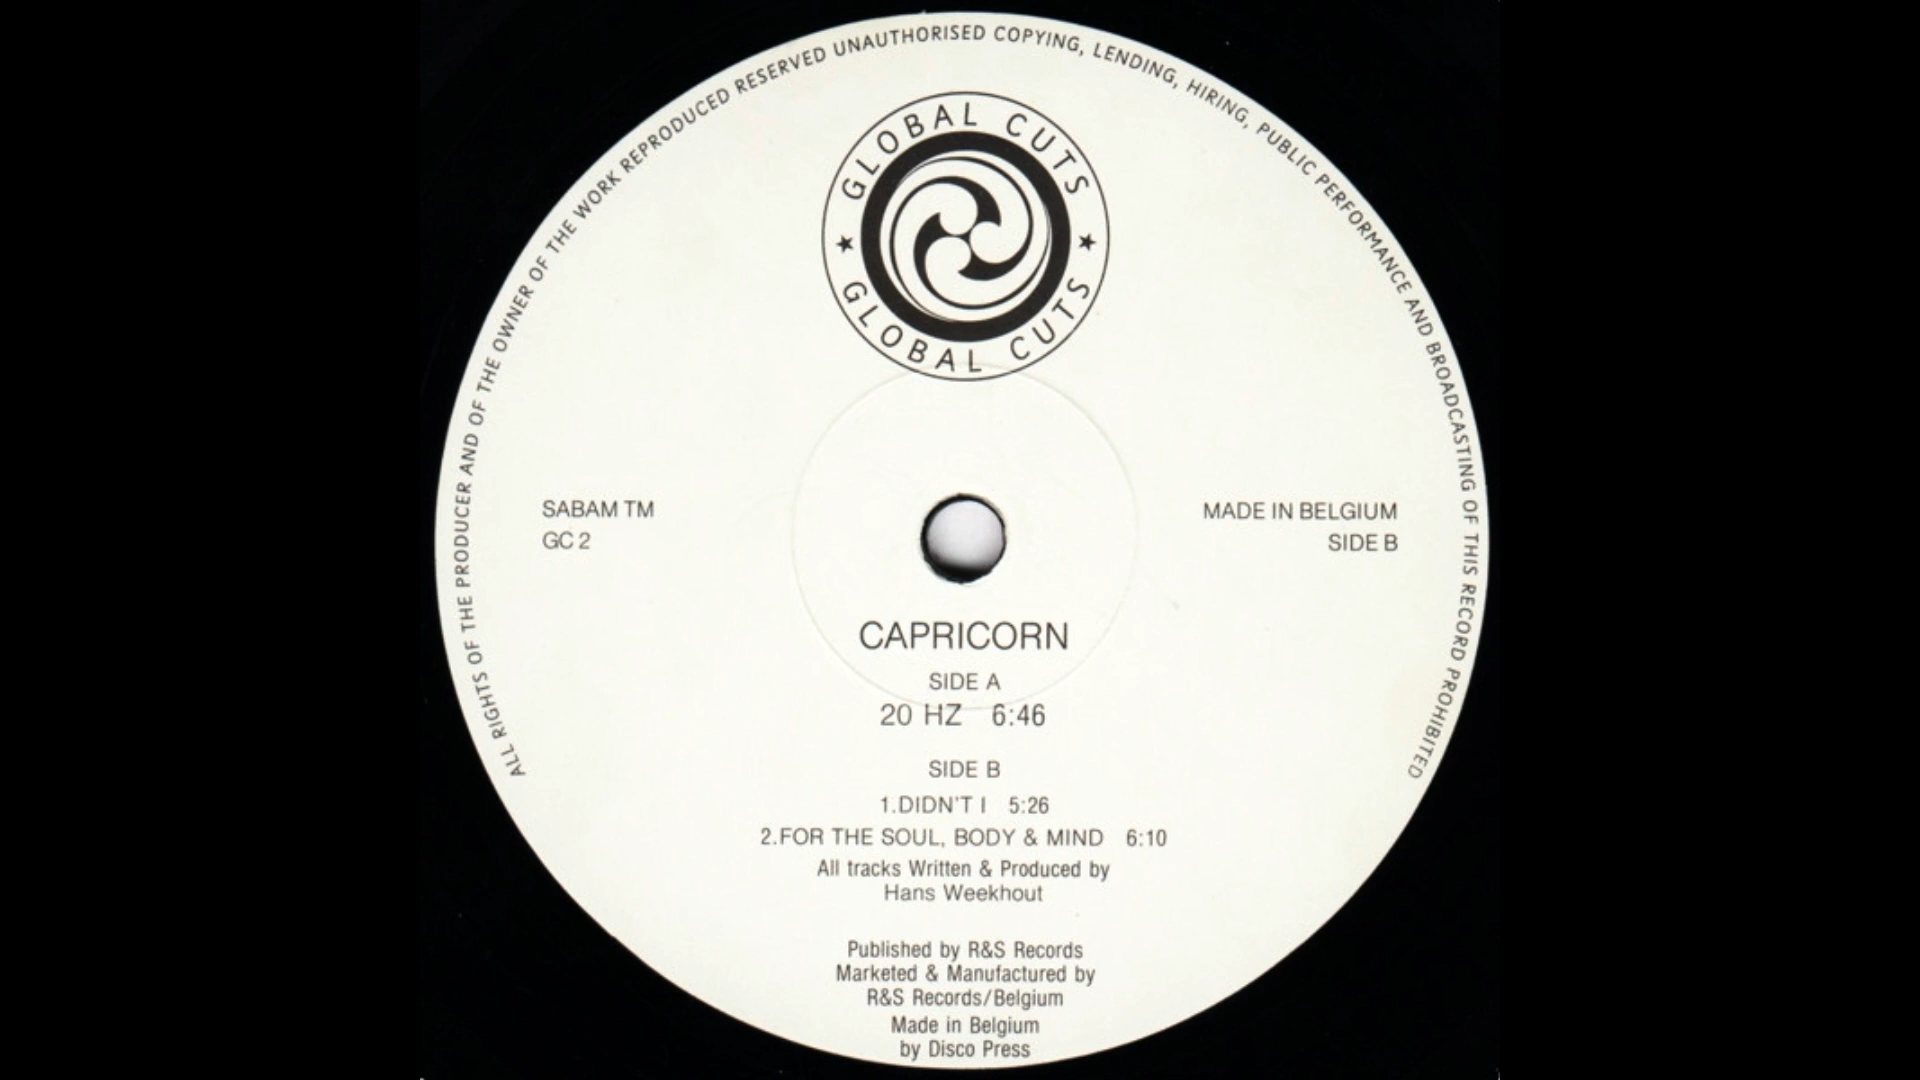 ALL RIGHTS OF THE PRODUCER AND OF THE OWNER OF THE WORK REPRODUCED RESERVED UNAUTHORISED COPYING, LENDING, HIRING, PUBLIC PERFORMANCE AND BROADCASTING OF THIS RECORD PROHIBITED
GLOBAL CUTS
GLOBAL CUTS
SABAM TM
GC 2
MADE IN BELGIUM
SIDE B
CAPRICORN
SIDE A
20 HZ 6:46
SIDE B
1.DIDN'T I 5:26
2.FOR THE SOUL, BODY & MIND 6:10
All tracks Written & Produced by
Hans Weekhout
Published by R&S Records
Marketed & Manufactured by
R&S Records/Belgium
Made in Belgium
by Disco Press